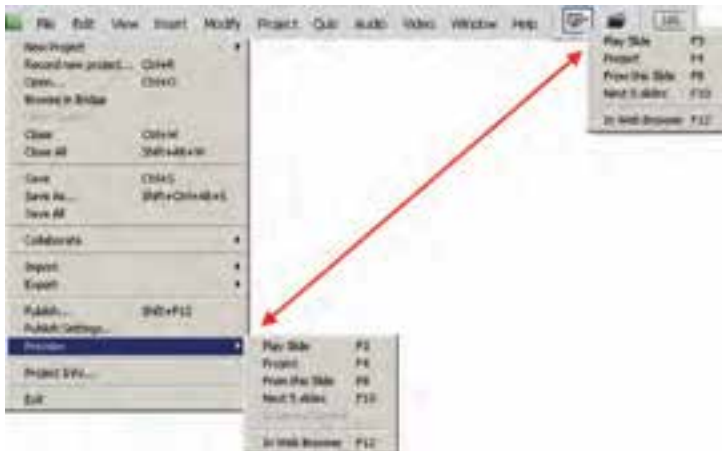 File Edit View Insert Modify Project Quiz Audio Video Window Help
New Project
Record new project... Ctrl+R
Open... Ctrl+O
Browse in Bridge
Close Ctrl+W
Close All Shift+Alt+W
Save Ctrl+S
Save As... Shift+Ctrl+Alt+S
Save All
Collaborate
Import
Export
Publish... Shift+F12
Publish Settings...
Preview
Project Info...
Exit
Play Slide F3
Project F4
From this Slide F8
Next 5 slides F10
In Web Browser F12
Play Slide F3
Project F4
From this Slide F8
Next 5 slides F10
In Web Browser F12